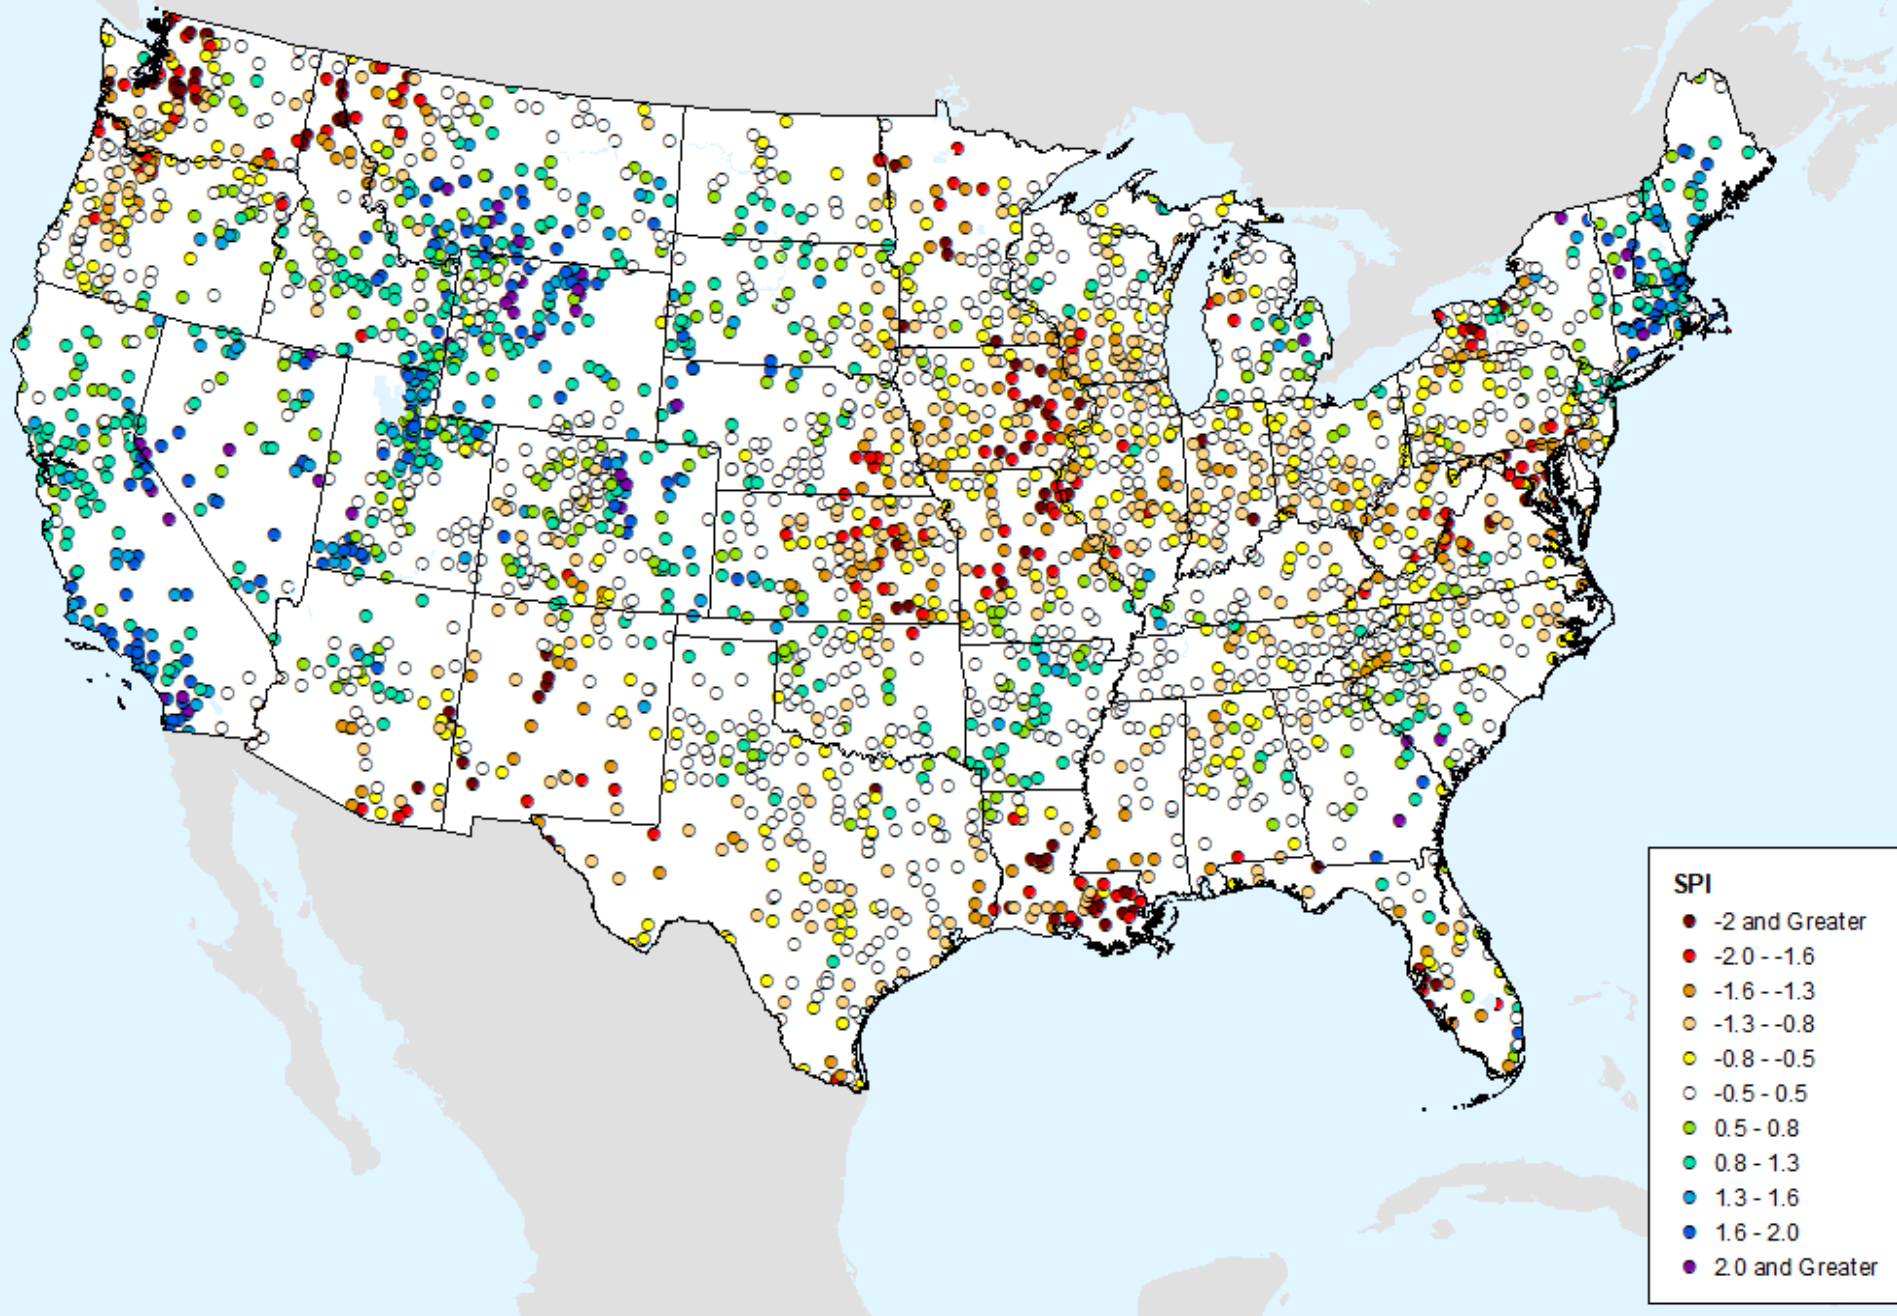 SPI
-2 and Greater
-2.0 - -1.6
-1.6 - -1.3
-1.3 - -0.8
-0.8 - -0.5
-0.5 - 0.5
0.5 - 0.8
0.8 - 1.3
1.3 - 1.6
1.6 - 2.0
2.0 and Greater